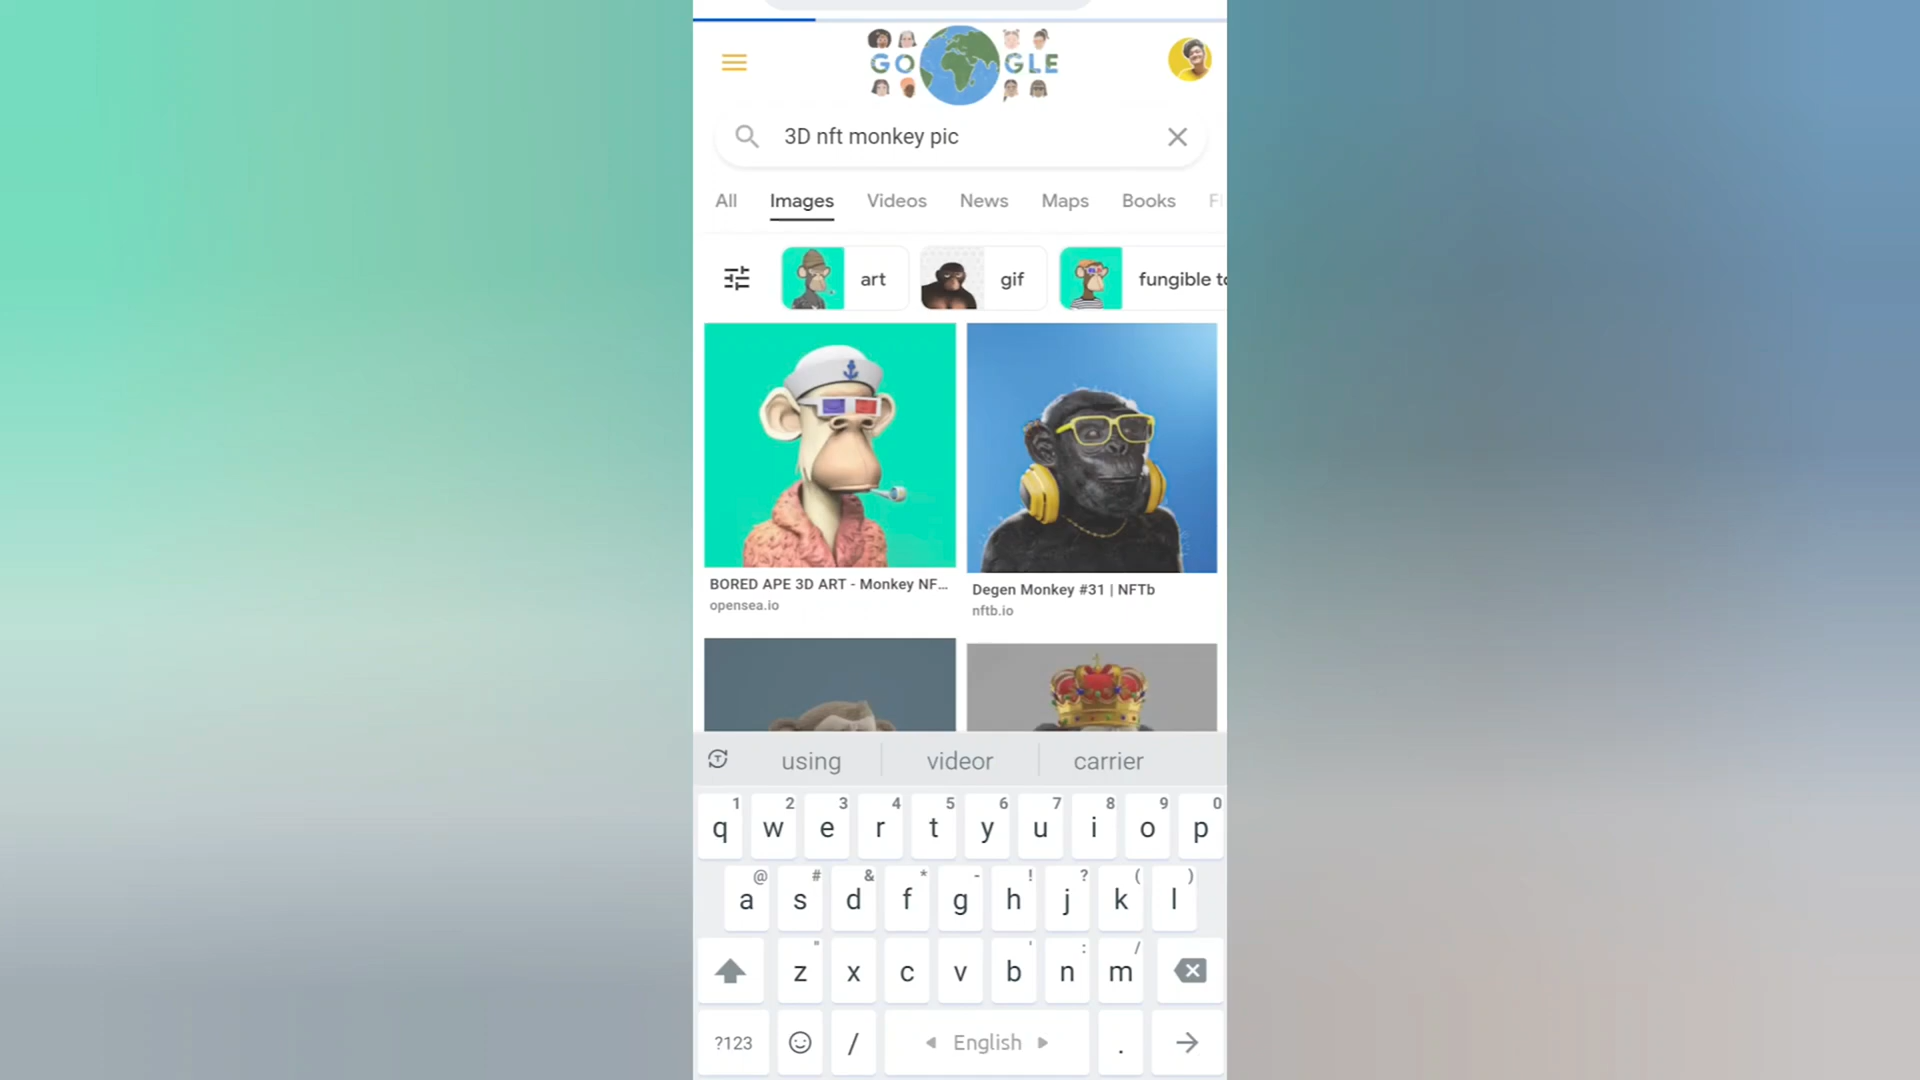 GO GLE
3D nft monkey pic
All Images Videos News Maps Books
art gif fungible to
BORED APE 3D ART - Monkey NF...
opensea.io
Degen Monkey #31 | NFTb
nftb.io
using videor carrier
1 2 3 4 5 6 7 8 9 0
q w e r t y u i o p
@ # & * - ! ? ( )
a s d f g h j k l
" ' : /
z x c v b n m
?123 / English .